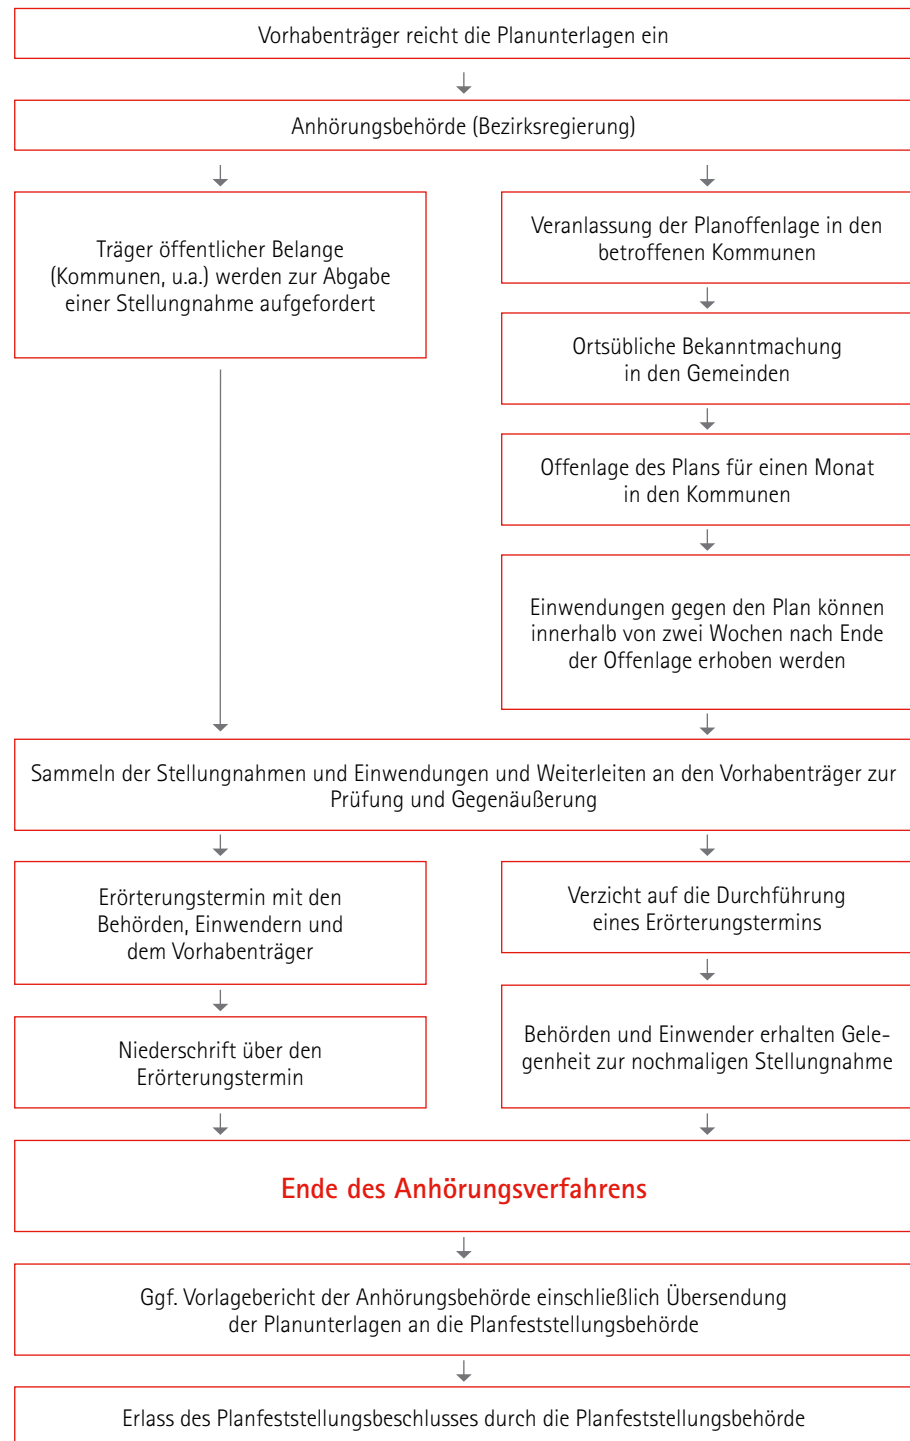 Vorhabenträger reicht die Planunterlagen ein
Anhörungsbehörde (Bezirksregierung)
Träger öffentlicher Belange
(Kommunen, u.a.) werden zur Abgabe
einer Stellungnahme aufgefordert
Veranlassung der Planoffenlage in den
betroffenen Kommunen
Ortsübliche Bekanntmachung
in den Gemeinden
Offenlage des Plans für einen Monat
in den Kommunen
Einwendungen gegen den Plan können
innerhalb von zwei Wochen nach Ende
der Offenlage erhoben werden
Sammeln der Stellungnahmen und Einwendungen und Weiterleiten an den Vorhabenträger zur
Prüfung und Gegenäußerung
Erörterungstermin mit den
Behörden, Einwendern und
dem Vorhabenträger
Niederschrift über den
Erörterungstermin
Verzicht auf die Durchführung
eines Erörterungstermins
Behörden und Einwender erhalten Gele-
genheit zur nochmaligen Stellungnahme
Ende des Anhörungsverfahrens
Ggf. Vorlagebericht der Anhörungsbehörde einschließlich Übersendung
der Planunterlagen an die Planfeststellungsbehörde
Erlass des Planfeststellungsbeschlusses durch die Planfeststellungsbehörde